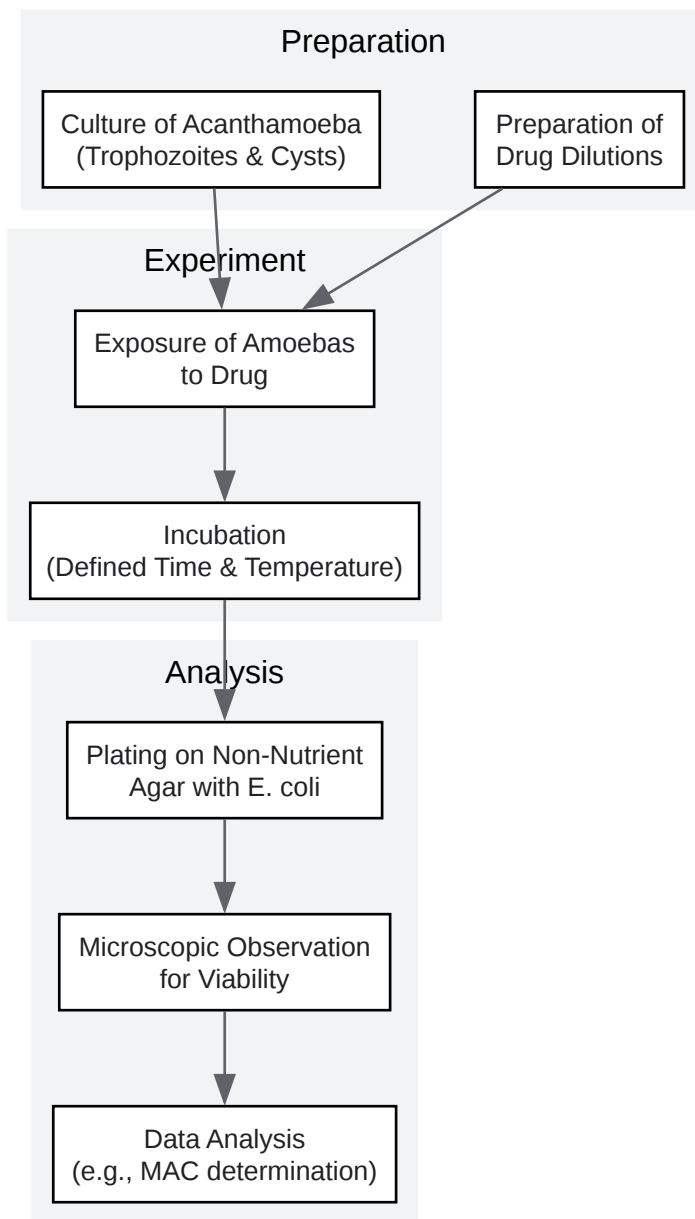 Preparation
Culture of Acanthamoeba
(Trophozoites & Cysts)
Preparation of
Drug Dilutions
Experiment
Exposure of Amoebas
to Drug
Incubation
(Defined Time & Temperature)
Analysis
Plating on Non-Nutrient
Agar with E. coli
Microscopic Observation
for Viability
Data Analysis
(e.g., MAC determination)